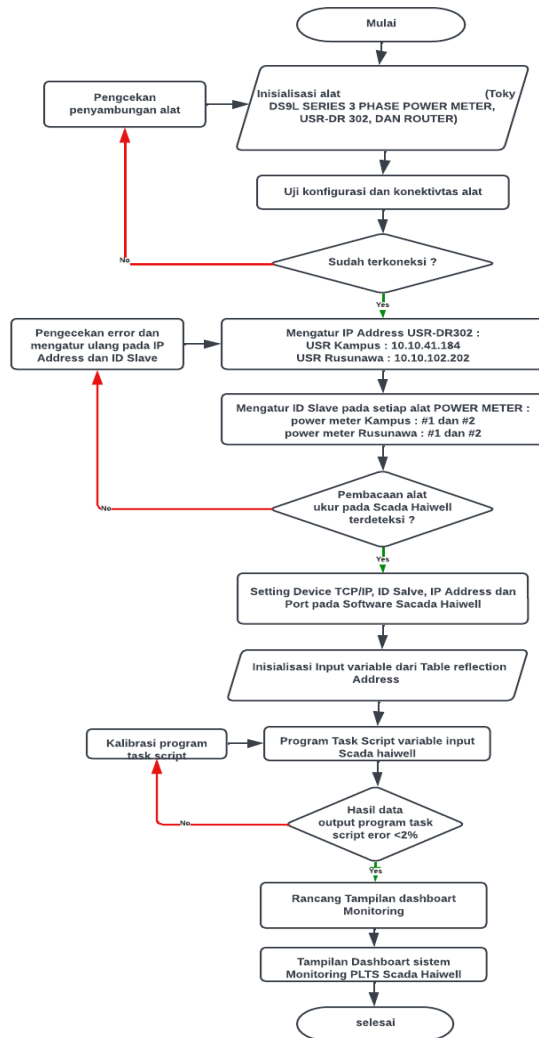 Mulai
Inisialisasi alat (Toky
DS9L SERIES 3 PHASE POWER METER,
USR-DR 302, DAN ROUTER)
Pengcekan
penyambungan alat
Uji konfigurasi dan konektivtas alat
Sudah terkoneksi ?
No
Yes
Mengatur IP Address USR-DR302 :
USR Kampus : 10.10.41.184
USR Rusunawa : 10.10.102.202
Pengecekan error dan
mengatur ulang pada IP
Address dan ID Slave
Mengatur ID Slave pada setiap alat POWER METER :
power meter Kampus : #1 dan #2
power meter Rusunawa : #1 dan #2
Pembacaan alat
ukur pada Scada Haiwell
terdeteksi ?
No
Yes
Setting Device TCP/IP, ID Salve, IP Address dan
Port pada Software Sacada Haiwell
Inisialisasi Input variable dari Table reflection
Address
Kalibrasi program
task script
Program Task Script variable input
Scada haiwell
Hasil data
output program task
script eror <2%
No
Yes
Rancang Tampilan dashboart
Monitoring
Tampilan Dashboart sistem
Monitoring PLTS Scada Haiwell
selesai